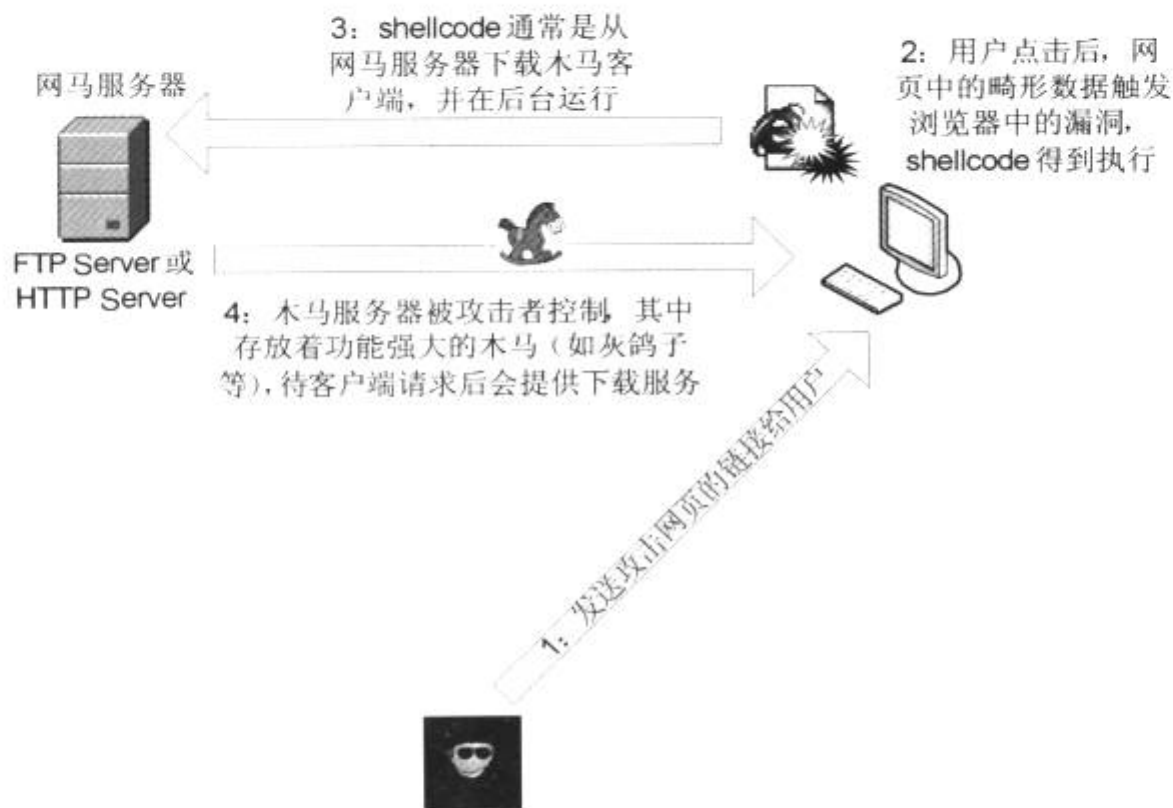 3：shellcode 通常是从
网马服务器下载木马客
户端，并在后台运行
网马服务器
2：用户点击后，网
页中的畸形数据触发
浏览器中的漏洞，
shellcode 得到执行
FTP Server 或
HTTP Server
4：木马服务器被攻击者控制，其中
存放着功能强大的木马（如灰鸽子
等），待客户端请求后会提供下载服务
1：发送攻击网页的链接给用户